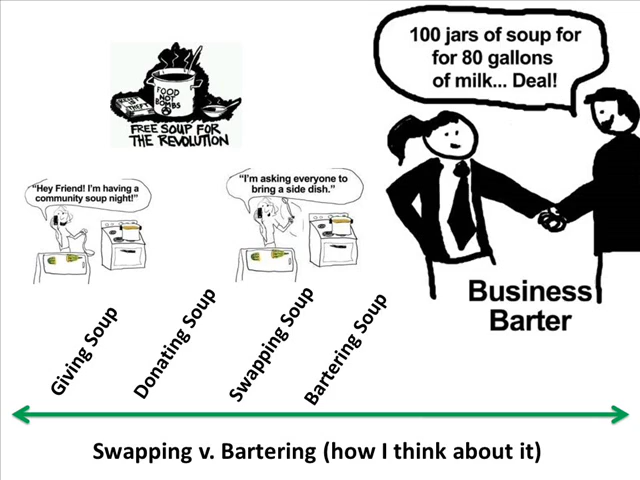 100 jars of soup for
for 80 gallons
of milk... Deal!
FOOD
NOT
BOMBS
FREE SOUP FOR
THE REVOLUTION
"Hey Friend! I'm having a
community soup night!"
"I'm asking everyone to
bring a side dish."
Business
Barter
Giving Soup
Donating Soup
Swapping Soup
Bartering Soup
Swapping v. Bartering (how I think about it)